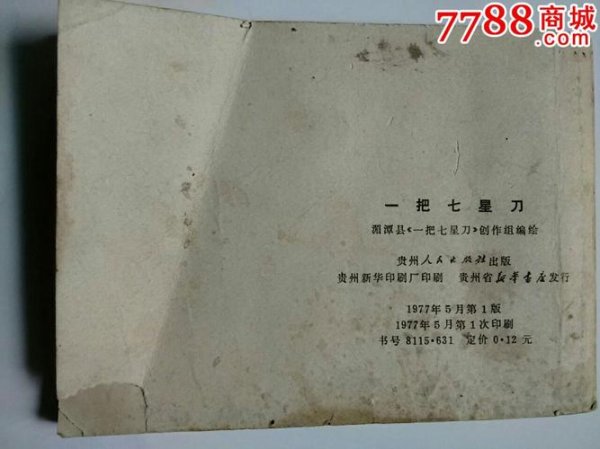 7788商城
一把七星刀
湄潭县《一把七星刀》创作组编绘
贵州人民出版社出版
贵州新华印刷厂印刷 贵州省新华书店发行
1977年5月第1版
1977年5月第1次印刷
书号 8115·631 定价 0·12元